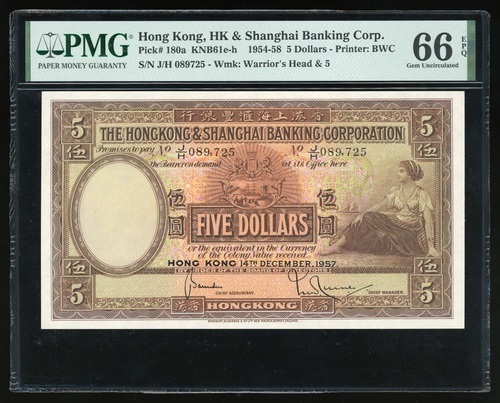 PMG
PAPER MONEY GUARANTY
Hong Kong, HK & Shanghai Banking Corp.
Pick# 180a KNB61e-h 1954-58 5 Dollars - Printer: BWC
S/N J/H 089725 - Wmk: Warrior's Head & 5
66 EPQ
Gem Uncirculated
行銀豐滙海上港香
5 5
THE HONGKONG & SHANGHAI BANKING CORPORATION
Promises to pay No J/H 089,725 No J/H 089,725
the Bearer on demand at its Office here
伍 伍 伍 伍
圓 圓
FIVE DOLLARS
or the equivalent in the Currency
of the Colony, Value received.
HONG KONG 14TH DECEMBER, 1957
BY ORDER OF THE BOARD OF DIRECTORS
CHIEF ACCOUNTANT. CHIEF MANAGER.
伍 伍
5 HONGKONG 5